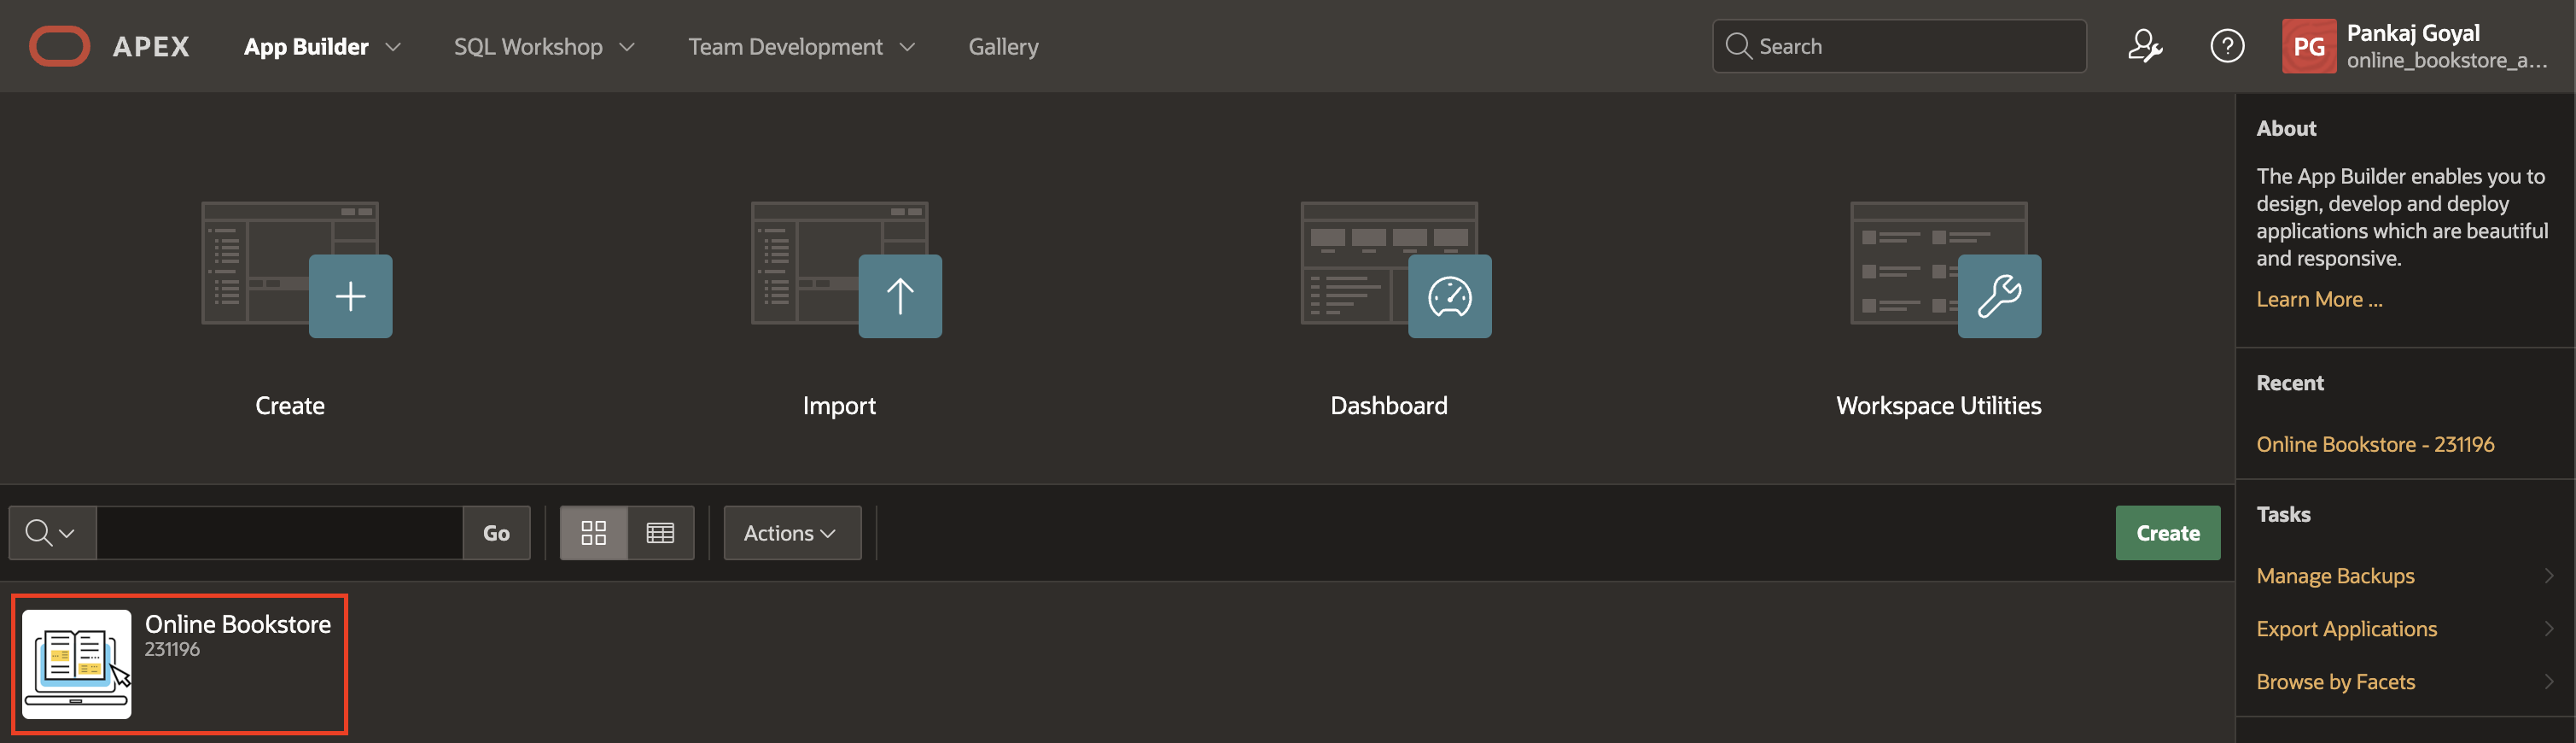 APEX
App Builder
SQL Workshop
Team Development
Gallery
Search
PG
Pankaj Goyal
online_bookstore_a...
Create
Import
Dashboard
Workspace Utilities
Go
Actions
Create
Online Bookstore
231196
About
The App Builder enables you to
design, develop and deploy
applications which are beautiful
and responsive.
Learn More ...
Recent
Online Bookstore - 231196
Tasks
Manage Backups
Export Applications
Browse by Facets